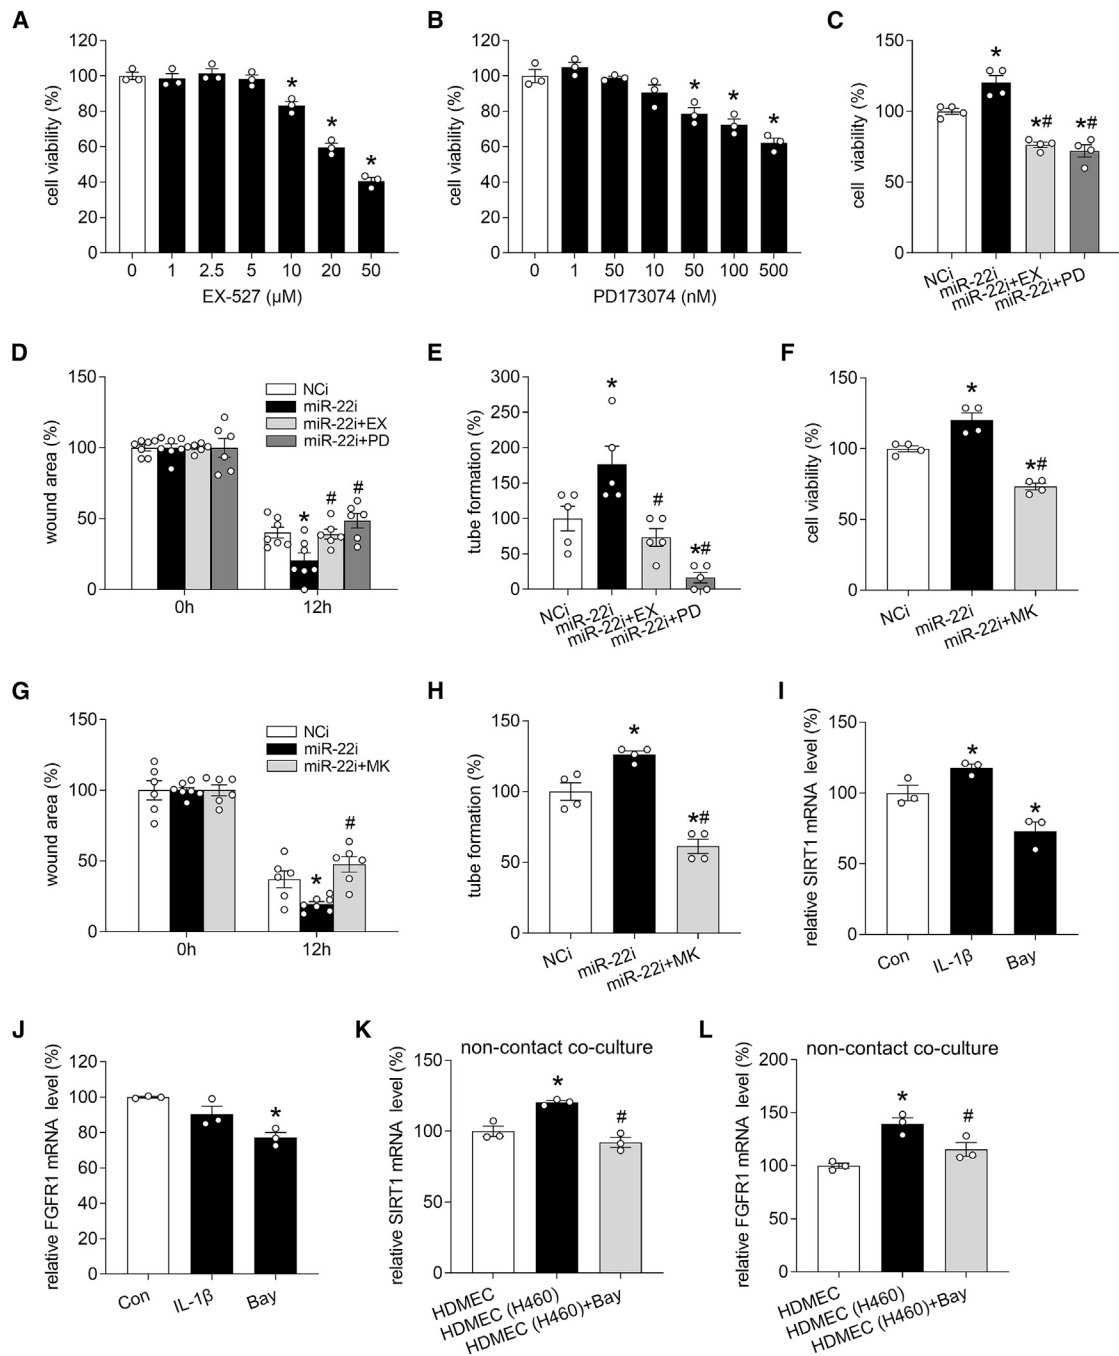 A
cell viability (%)
120
100
80
60
40
20
0
* * *
0 1 2.5 5 10 20 50
EX-527 (µM)
B
cell viability (%)
120
100
80
60
40
20
0
* * *
0 1 50 10 50 100 500
PD173074 (nM)
C
cell viability (%)
150
100
50
0
* *# *#
NCi miR-22i miR-22i+EX miR-22i+PD
D
wound area (%)
150
100
50
0
NCi
miR-22i
miR-22i+EX
miR-22i+PD
* # #
0h 12h
E
tube formation (%)
300
250
200
150
100
50
0
* # *#
NCi miR-22i miR-22i+EX miR-22i+PD
F
cell viability (%)
150
100
50
0
* *#
NCi miR-22i miR-22i+MK
G
wound area (%)
150
100
50
0
NCi
miR-22i
miR-22i+MK
* #
0h 12h
H
tube formation (%)
150
100
50
0
* *#
NCi miR-22i miR-22i+MK
I
relative SIRT1 mRNA level (%)
150
100
50
0
* *
Con IL-1β Bay
J
relative FGFR1 mRNA level (%)
120
100
80
60
40
20
0
*
Con IL-1β Bay
K
non-contact co-culture
relative SIRT1 mRNA level (%)
150
100
50
0
* #
HDMEC HDMEC (H460) HDMEC (H460)+Bay
L
non-contact co-culture
relative FGFR1 mRNA level (%)
200
150
100
50
0
* #
HDMEC HDMEC (H460) HDMEC (H460)+Bay